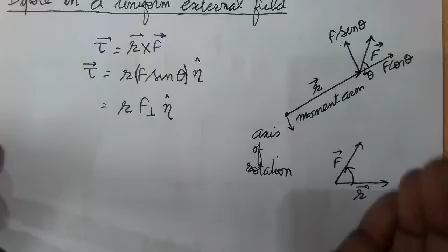 Dipole in a uniform external field
τ⃗ = r⃗ × F⃗
τ⃗ = r (F sinθ) n̂
= r F⊥ n̂
F sinθ
F⃗
θ
F cosθ
r⃗
moment arm
axis
of
rotation
F⃗
r⃗